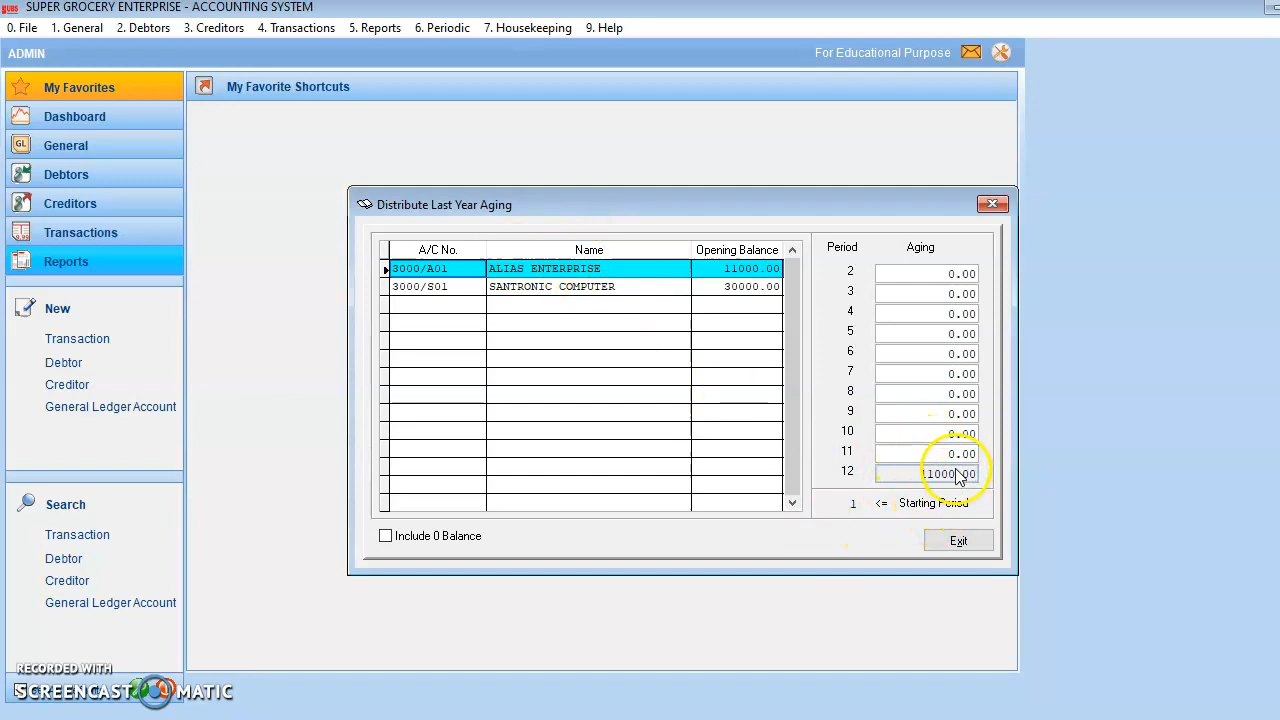 UBS SUPER GROCERY ENTERPRISE - ACCOUNTING SYSTEM
0. File 1. General 2. Debtors 3. Creditors 4. Transactions 5. Reports 6. Periodic 7. Housekeeping 9. Help
ADMIN
For Educational Purpose
My Favorites
Dashboard
GL General
Debtors
Creditors
Transactions
Reports
New
Transaction
Debtor
Creditor
General Ledger Account
Search
Transaction
Debtor
Creditor
General Ledger Account
My Favorite Shortcuts
Distribute Last Year Aging
A/C No. Name Opening Balance
3000/A01 ALIAS ENTERPRISE 11000.00
3000/S01 SANTRONIC COMPUTER 30000.00
Period Aging
2 0.00
3 0.00
4 0.00
5 0.00
6 0.00
7 0.00
8 0.00
9 0.00
10 0.00
11 0.00
12 11000.00
1 <= Starting Period
Include 0 Balance
Exit
RECORDED WITH
SCREENCAST-O-MATIC